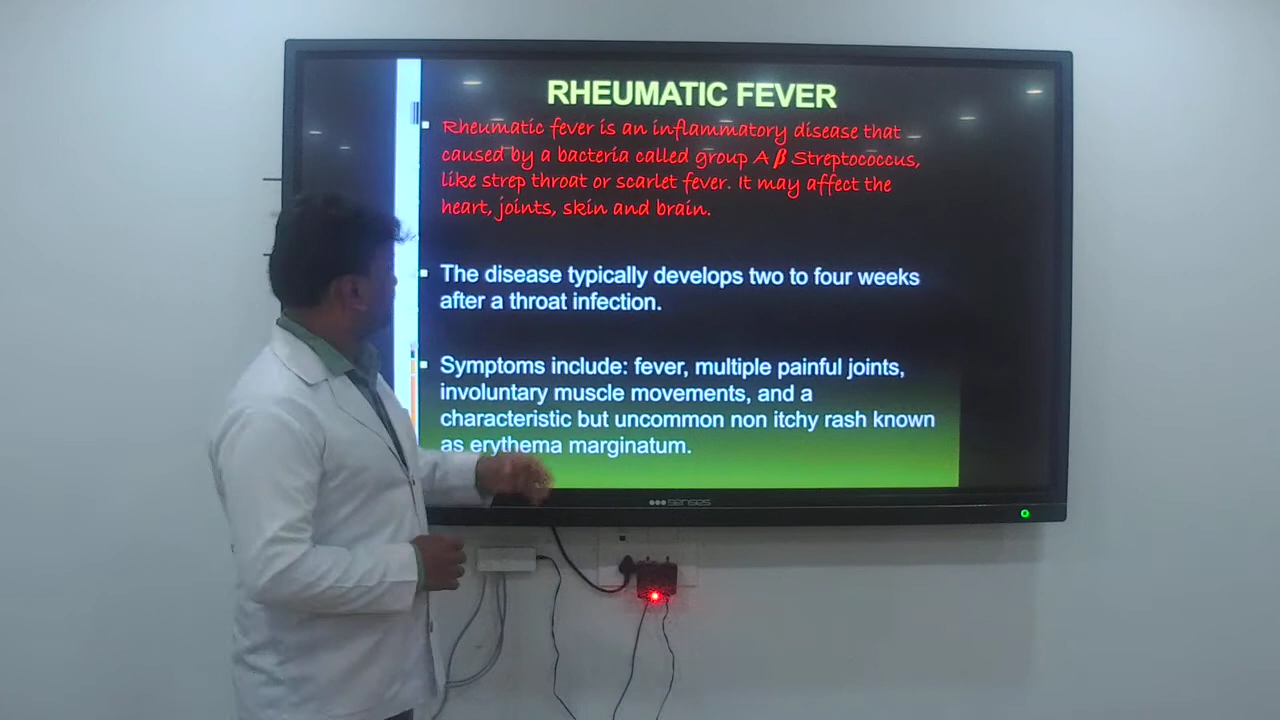 RHEUMATIC FEVER
Rheumatic fever is an inflammatory disease that
caused by a bacteria called group A β Streptococcus,
like strep throat or scarlet fever. It may affect the
heart, joints, skin and brain.
The disease typically develops two to four weeks
after a throat infection.
Symptoms include: fever, multiple painful joints,
involuntary muscle movements, and a
characteristic but uncommon non itchy rash known
as erythema marginatum.
senses